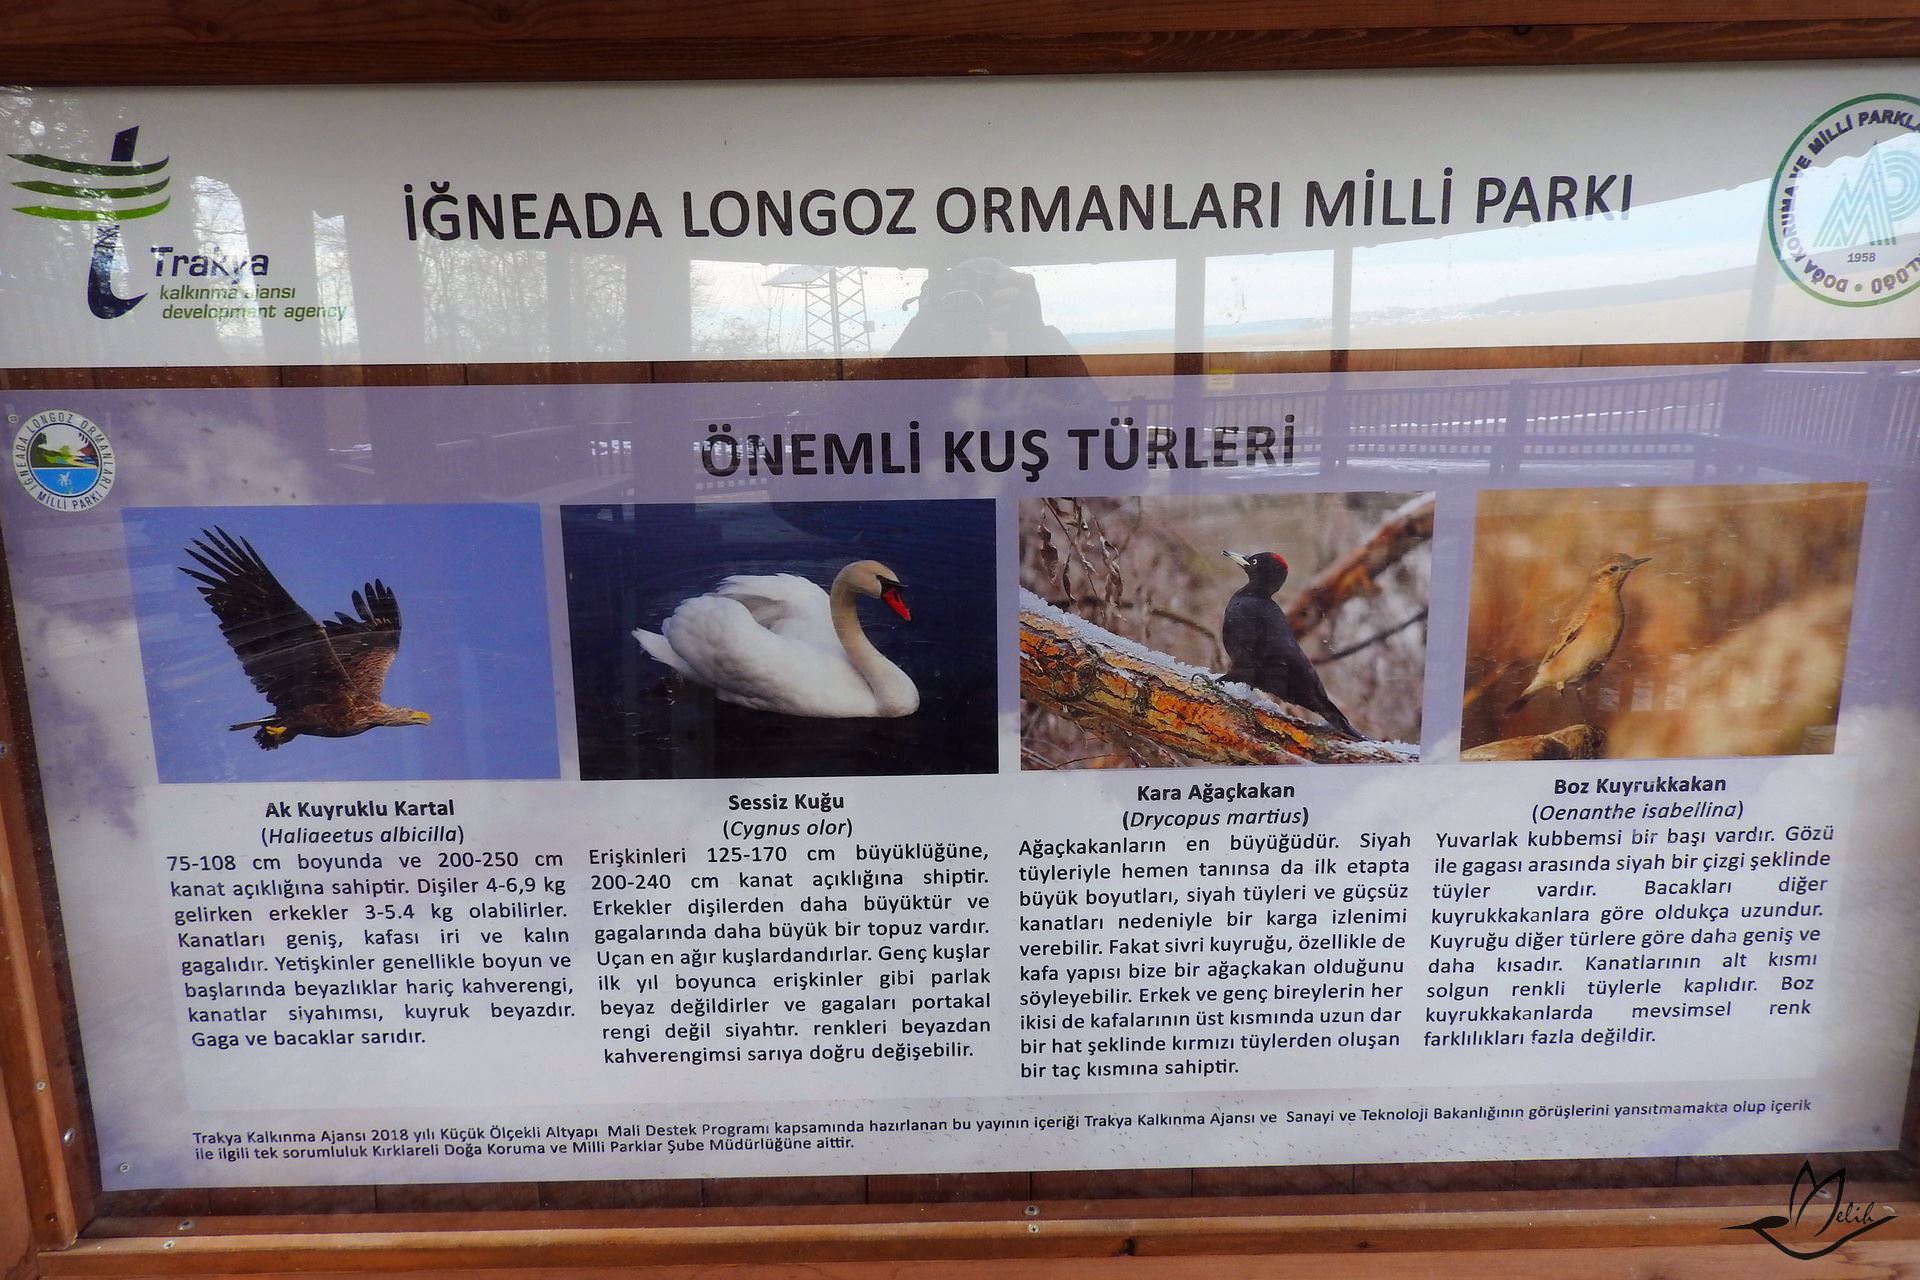 Trakya
kalkınma ajansı
development agency
İĞNEADA LONGOZ ORMANLARI MİLLİ PARKI
DOĞA KORUMA VE MİLLİ
1958
İĞNEADA LONGOZ ORMANLARI MİLLİ PARKI
ÖNEMLİ KUŞ TÜRLERİ
Ak Kuyruklu Kartal
(Haliaeetus albicilla)
75-108 cm boyunda ve 200-250 cm
kanat açıklığına sahiptir. Dişiler 4-6,9 kg
gelirken erkekler 3-5.4 kg olabilirler.
Kanatları geniş, kafası iri ve kalın
gagalıdır. Yetişkinler genellikle boyun ve
başlarında beyazlıklar hariç kahverengi,
kanatlar siyahımsı, kuyruk beyazdır.
Gaga ve bacaklar sarıdır.
Sessiz Kuğu
(Cygnus olor)
Erişkinleri 125-170 cm büyüklüğüne,
200-240 cm kanat açıklığına shiptir.
Erkekler dişilerden daha büyüktür ve
gagalarında daha büyük bir topuz vardır.
Uçan en ağır kuşlardandırlar. Genç kuşlar
ilk yıl boyunca erişkinler gibi parlak
beyaz değildirler ve gagaları portakal
rengi değil siyahtır. renkleri beyazdan
kahverengimsi sarıya doğru değişebilir.
Kara Ağaçkakan
(Drycopus martius)
Ağaçkakanların en büyüğüdür. Siyah
tüyleriyle hemen tanınsa da ilk etapta
büyük boyutları, siyah tüyleri ve güçsüz
kanatları nedeniyle bir karga izlenimi
verebilir. Fakat sivri kuyruğu, özellikle de
kafa yapısı bize bir ağaçkakan olduğunu
söyleyebilir. Erkek ve genç bireylerin her
ikisi de kafalarının üst kısmında uzun dar
bir hat şeklinde kırmızı tüylerden oluşan
bir taç kısmına sahiptir.
Boz Kuyrukkakan
(Oenanthe isabellina)
Yuvarlak kubbemsi bir başı vardır. Gözü
ile gagası arasında siyah bir çizgi şeklinde
tüyler vardır. Bacakları diğer
kuyrukkakanlara göre oldukça uzundur.
Kuyruğu diğer türlere göre daha geniş ve
daha kısadır. Kanatlarının alt kısmı
solgun renkli tüylerle kaplıdır. Boz
kuyrukkakanlarda mevsimsel renk
farklılıkları fazla değildir.
Trakya Kalkınma Ajansı 2018 yılı Küçük Ölçekli Altyapı Mali Destek Programı kapsamında hazırlanan bu yayının içeriği Trakya Kalkınma Ajansı ve Sanayi ve Teknoloji Bakanlığının görüşlerini yansıtmamakta olup içerik
ile ilgili tek sorumluluk Kırklareli Doğa Koruma ve Milli Parklar Şube Müdürlüğüne aittir.
Melih